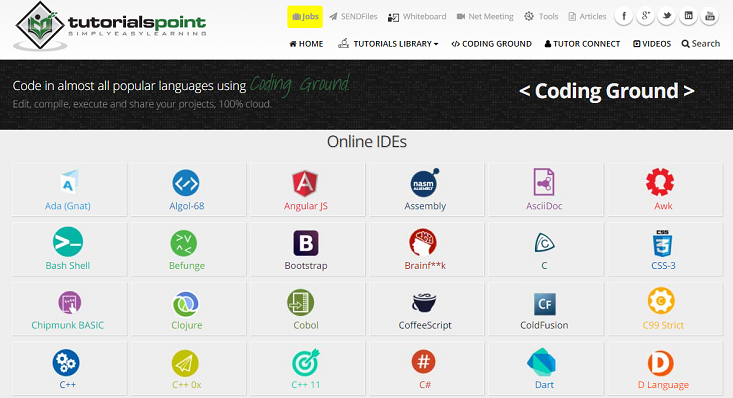 tutorialspoint
SIMPLYEASYLEARNING
Jobs SENDFiles Whiteboard Net Meeting Tools Articles
HOME TUTORIALS LIBRARY CODING GROUND TUTOR CONNECT VIDEOS Search
Code in almost all popular languages using Coding Ground
Edit, compile, execute and share your projects, 100% cloud.
< Coding Ground >
Online IDEs
Ada (Gnat) Algol-68 Angular JS Assembly AsciiDoc Awk
Bash Shell Befunge Bootstrap Brainf**k C CSS-3
Chipmunk BASIC Clojure Cobol CoffeeScript ColdFusion C99 Strict
C++ C++ 0x C++ 11 C# Dart D Language